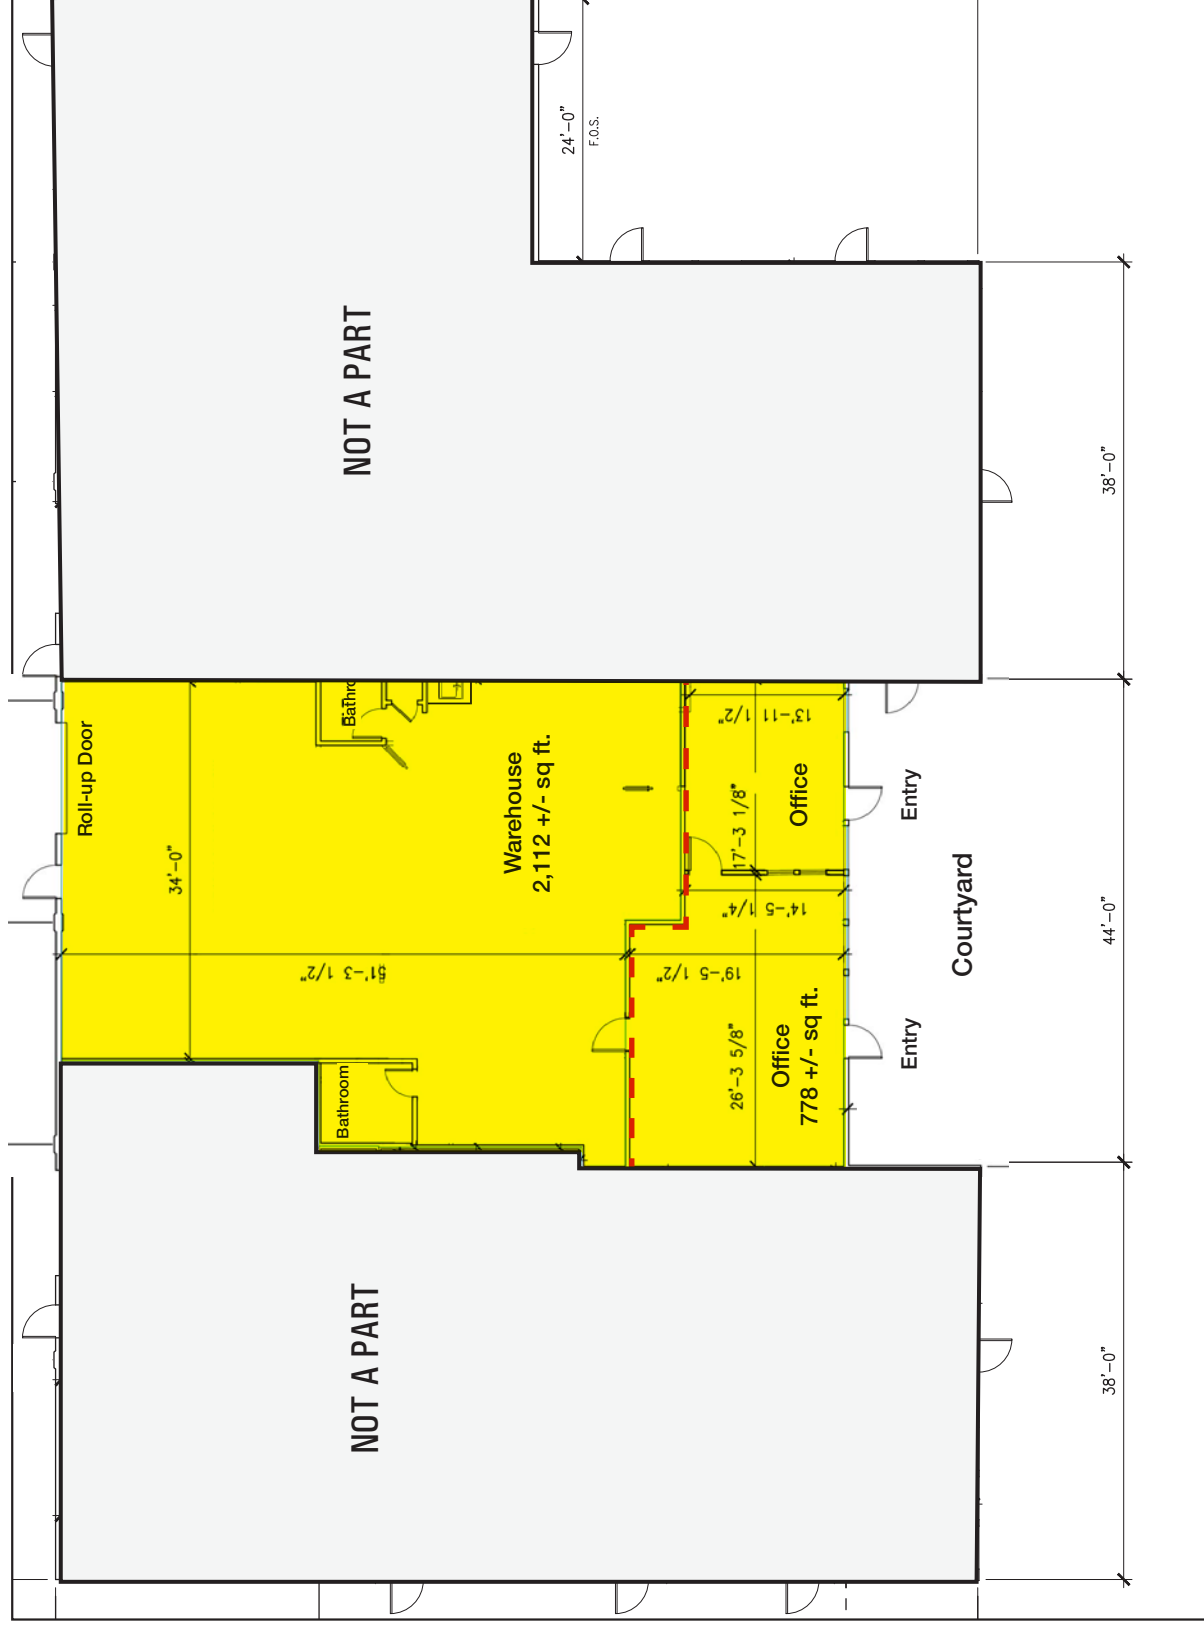 24'-0"
F.O.S.
NOT A PART
38'-0"
Roll-up Door
34'-0"
Bathro
Warehouse
2,112 +/- sq ft.
13'-11 1/2"
17'-3 1/8"
Office
Entry
14'-5 1/4"
51'-3 1/2"
19'-5 1/2"
Courtyard
44'-0"
Bathroom
26'-3 5/8"
Office
778 +/- sq ft.
Entry
NOT A PART
38'-0"